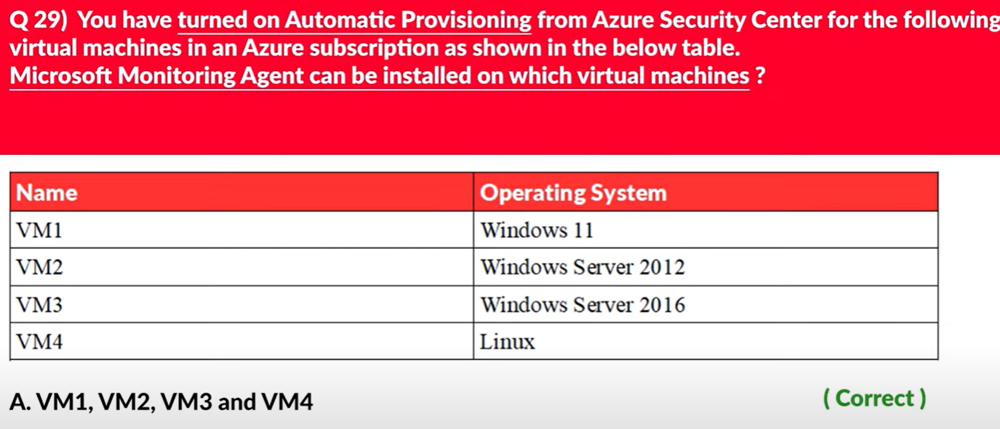 Q 29) You have turned on Automatic Provisioning from Azure Security Center for the following
virtual machines in an Azure subscription as shown in the below table.
Microsoft Monitoring Agent can be installed on which virtual machines ?
Name Operating System
VM1 Windows 11
VM2 Windows Server 2012
VM3 Windows Server 2016
VM4 Linux
A. VM1, VM2, VM3 and VM4 ( Correct )